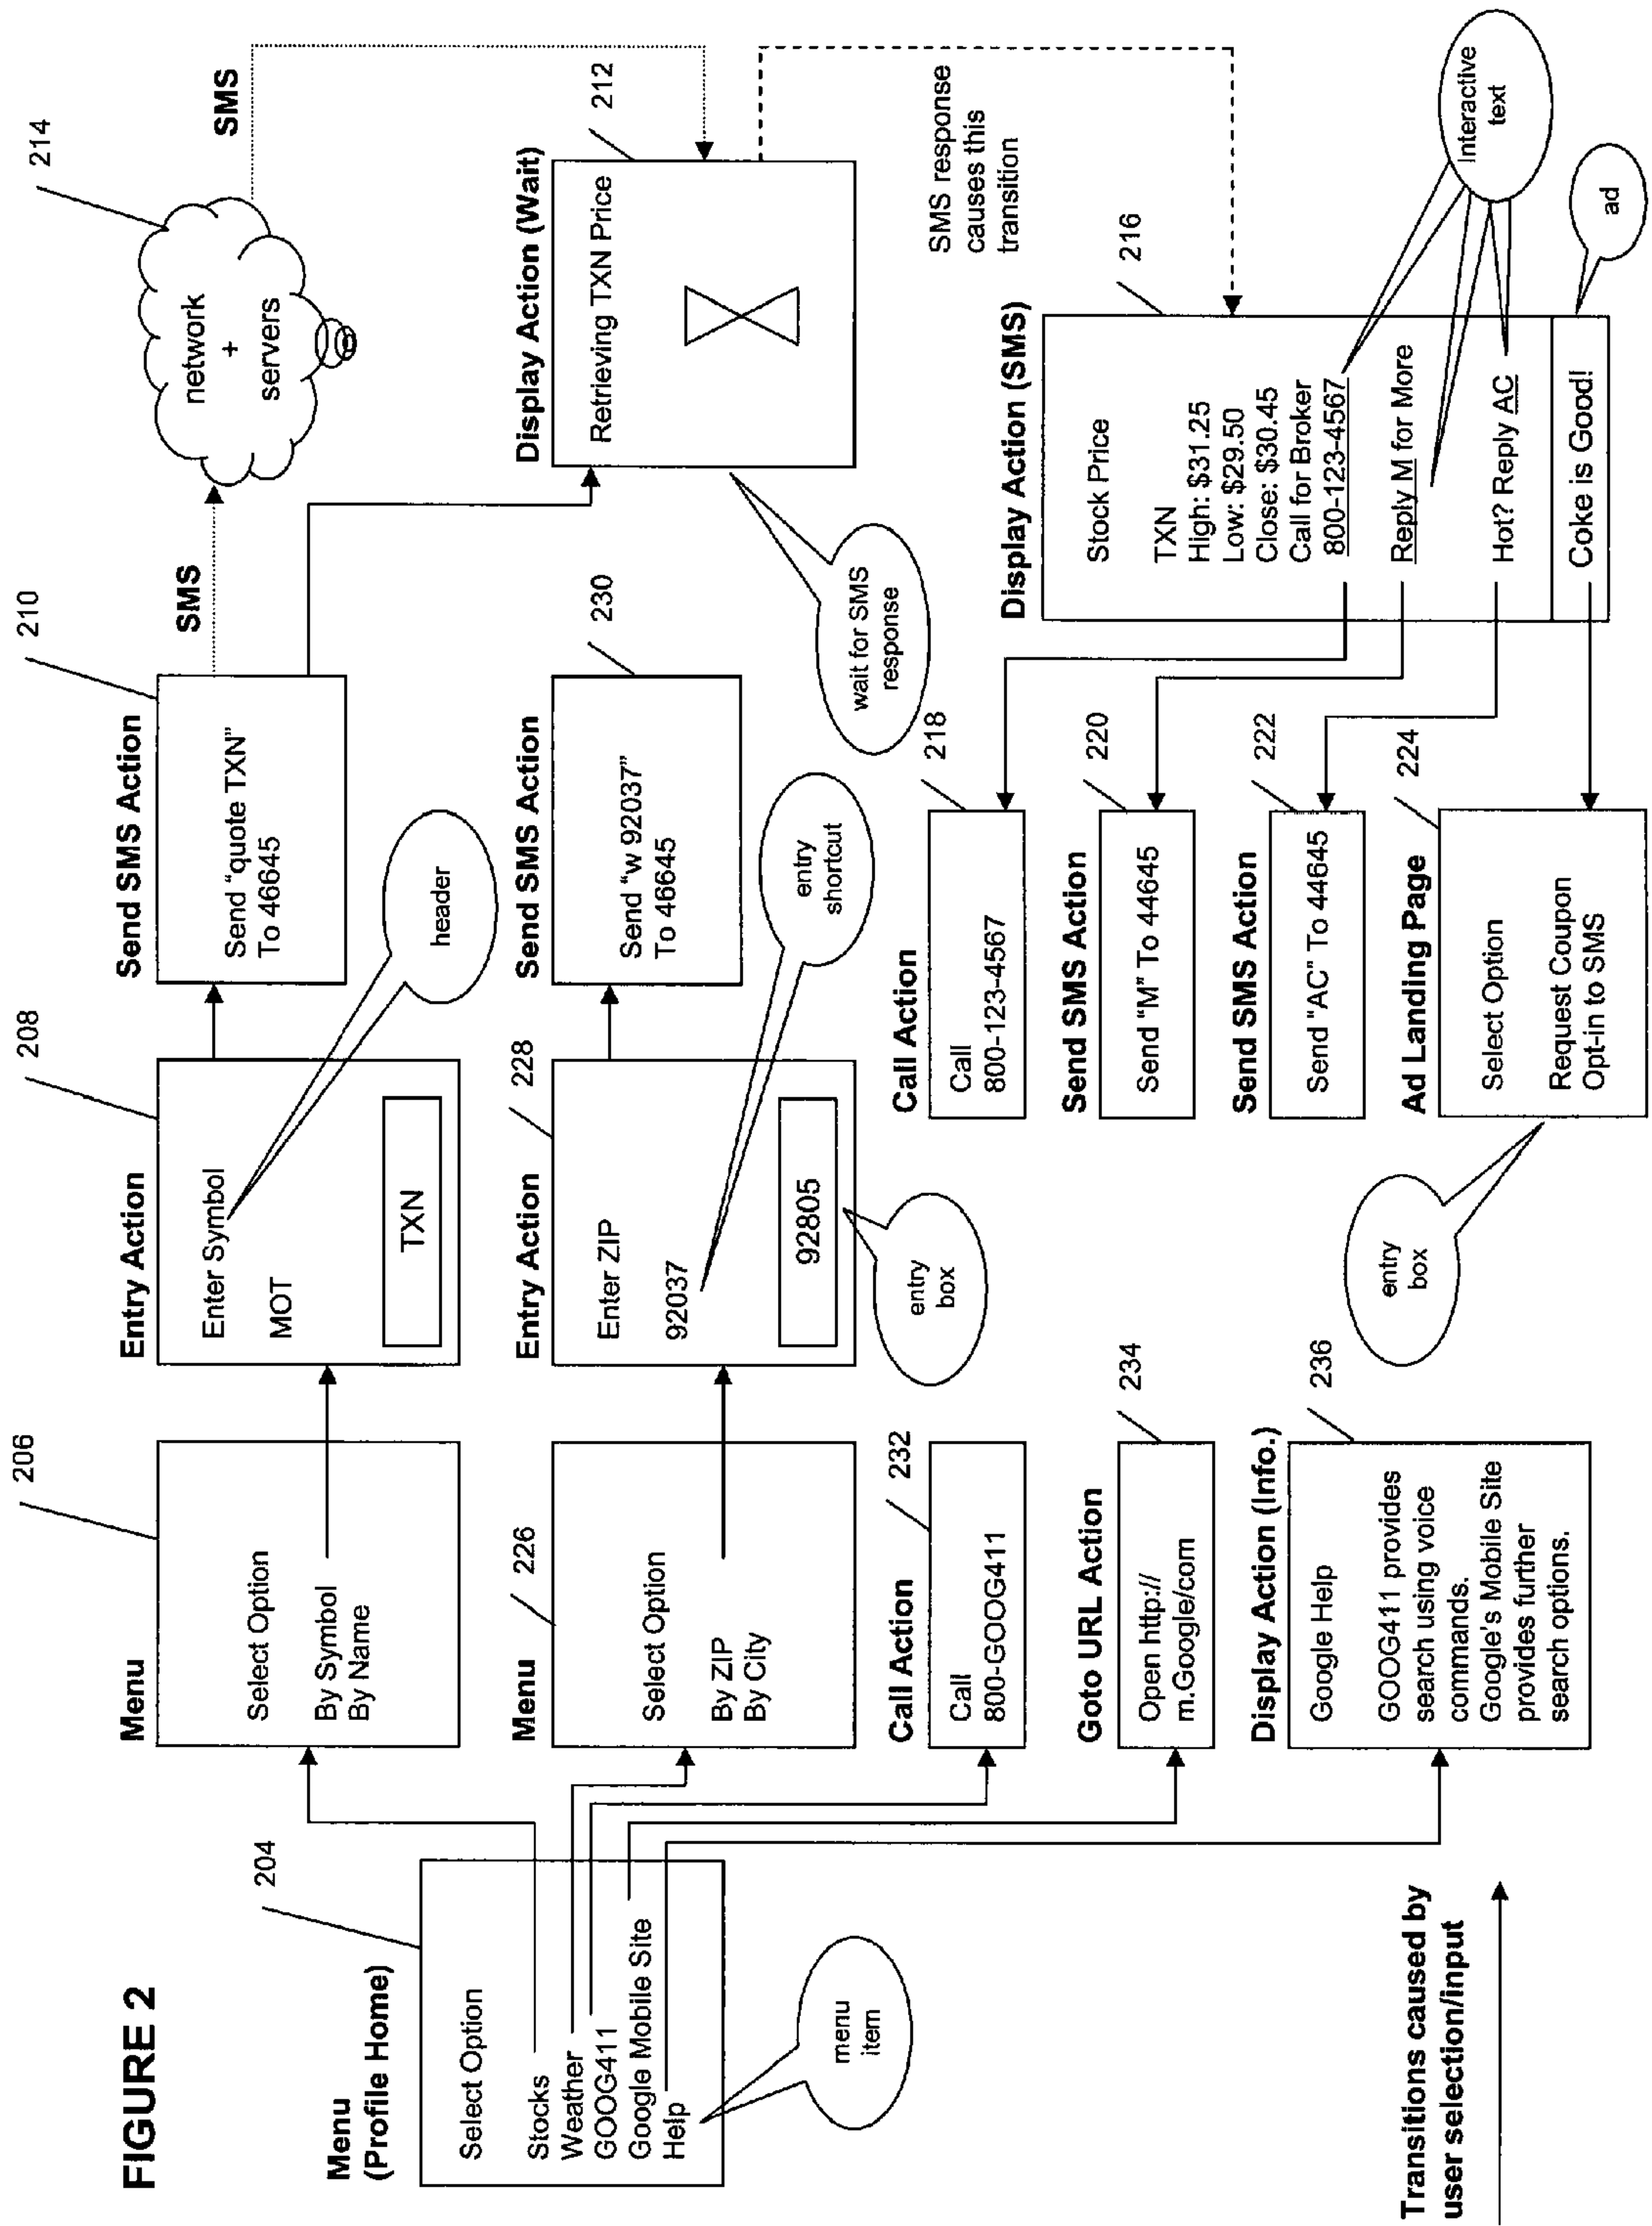 FIGURE 2
Menu
(Profile Home)
204
Select Option
Stocks
Weather
GOOG411
Google Mobile Site
Help
menu
item
Transitions caused by
user selection/input
Menu
206
Select Option
By Symbol
By Name
Menu
226
Select Option
By ZIP
By City
Call Action
232
Call
800-GOOG411
Goto URL Action
234
Open http://
m.Google/com
Display Action (Info.)
236
Google Help
GOOG411 provides
search using voice
commands.
Google's Mobile Site
provides further
search options.
Entry Action
208
Enter Symbol
MOT
TXN
header
Entry Action
228
Enter ZIP
92037
92805
entry
shortcut
entry
box
Send SMS Action
210
Send "quote TXN"
To 46645
Send SMS Action
230
Send "w 92037"
To 46645
SMS
214
network
+
servers
SMS
Display Action (Wait)
212
Retrieving TXN Price
wait for SMS
response
SMS response
causes this
transition
Display Action (SMS)
216
Stock Price
TXN
High: $31.25
Low: $29.50
Close: $30.45
Call for Broker
800-123-4567
Reply M for More
Hot? Reply AC
Coke is Good!
Interactive
text
ad
Call Action
218
Call
800-123-4567
Send SMS Action
220
Send "M" To 44645
Send SMS Action
222
Send "AC" To 44645
Ad Landing Page
224
Select Option
Request Coupon
Opt-in to SMS
entry
box